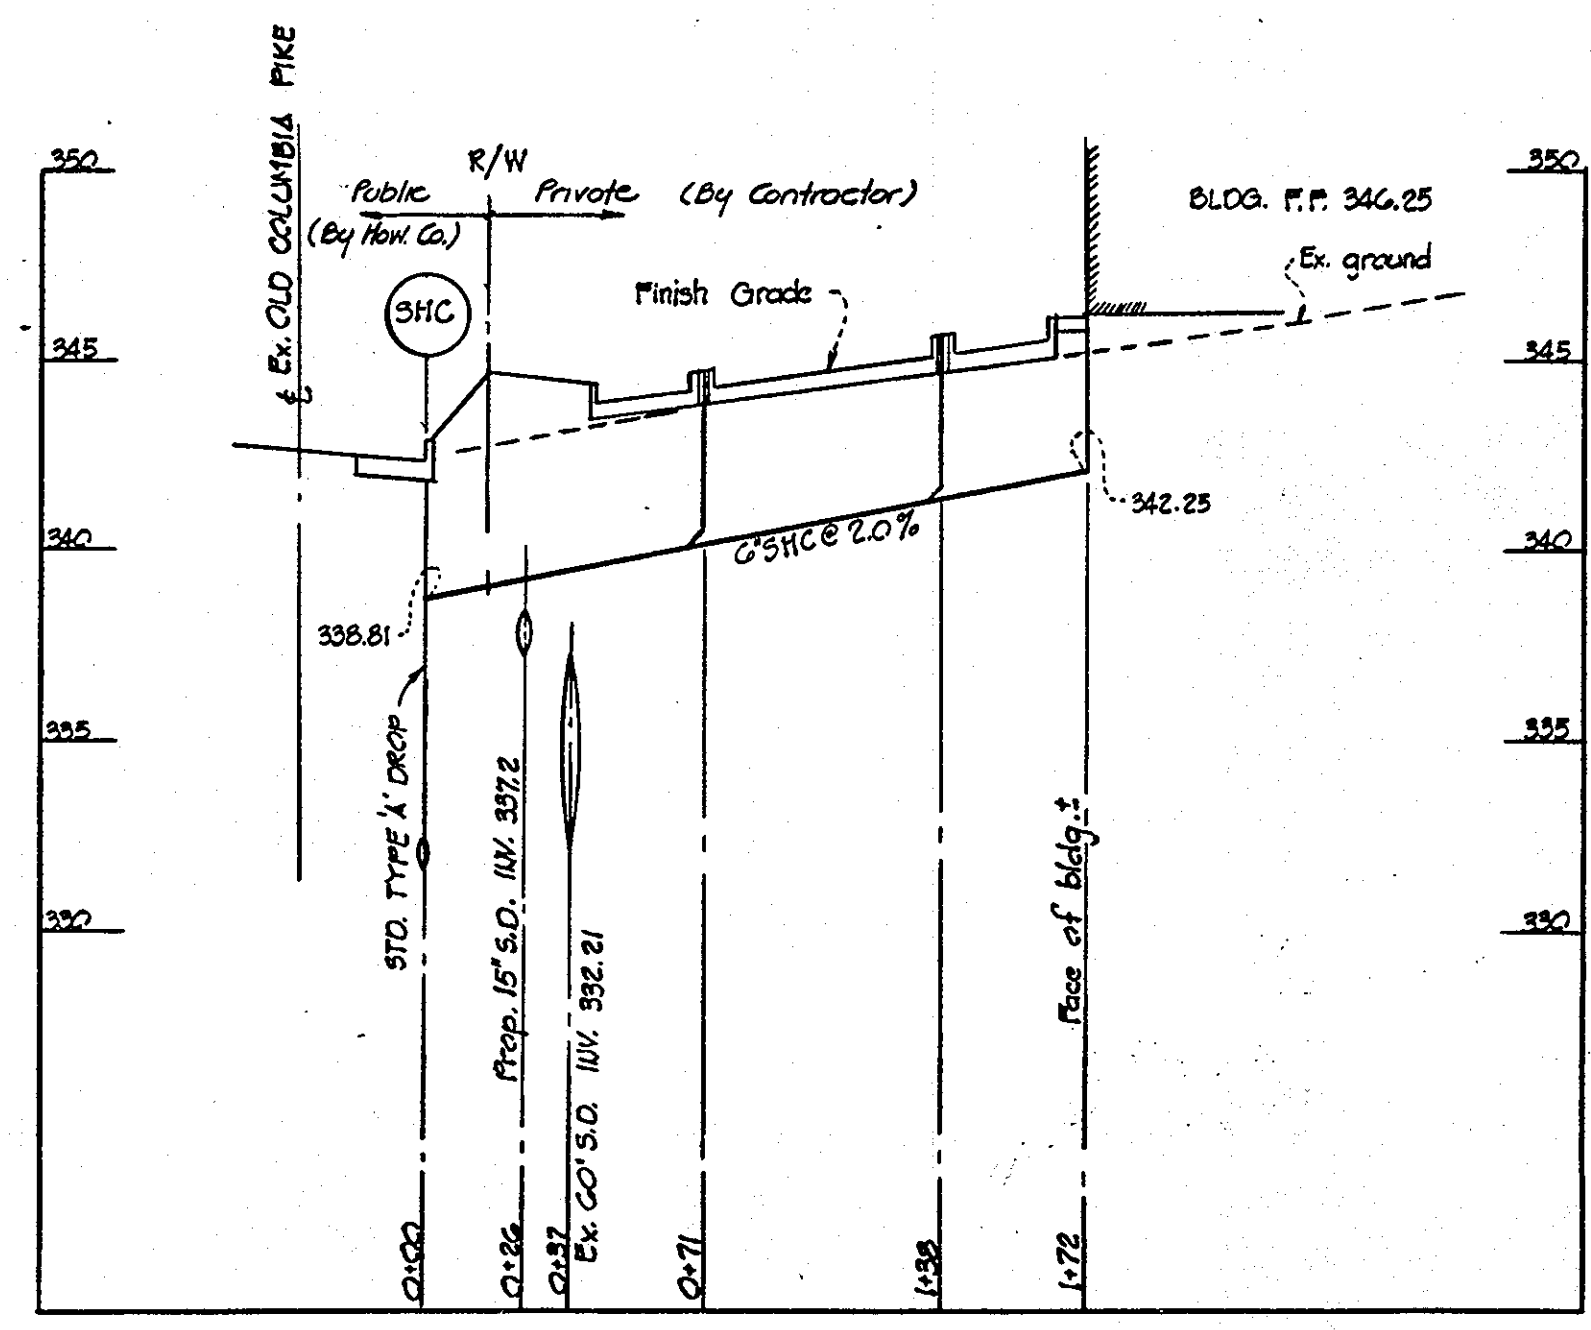 ℄ Ex. OLD COLUMBIA PIKE
R/W
Public
Private (By Contractor)
(By How. Co.)
BLDG. F.F. 346.25
Ex. ground
SHC
Finish Grade
350
350
345
345
340
340
335
335
330
330
342.25
6" SHC @ 2.0%
338.81
STD. TYPE 'A' DROP
Prop. 15" S.D. INV. 337.2
Ex. 60" S.D. INV. 332.21
Face of bldg.±
0+00
0+26
0+37
0+71
1+38
1+72